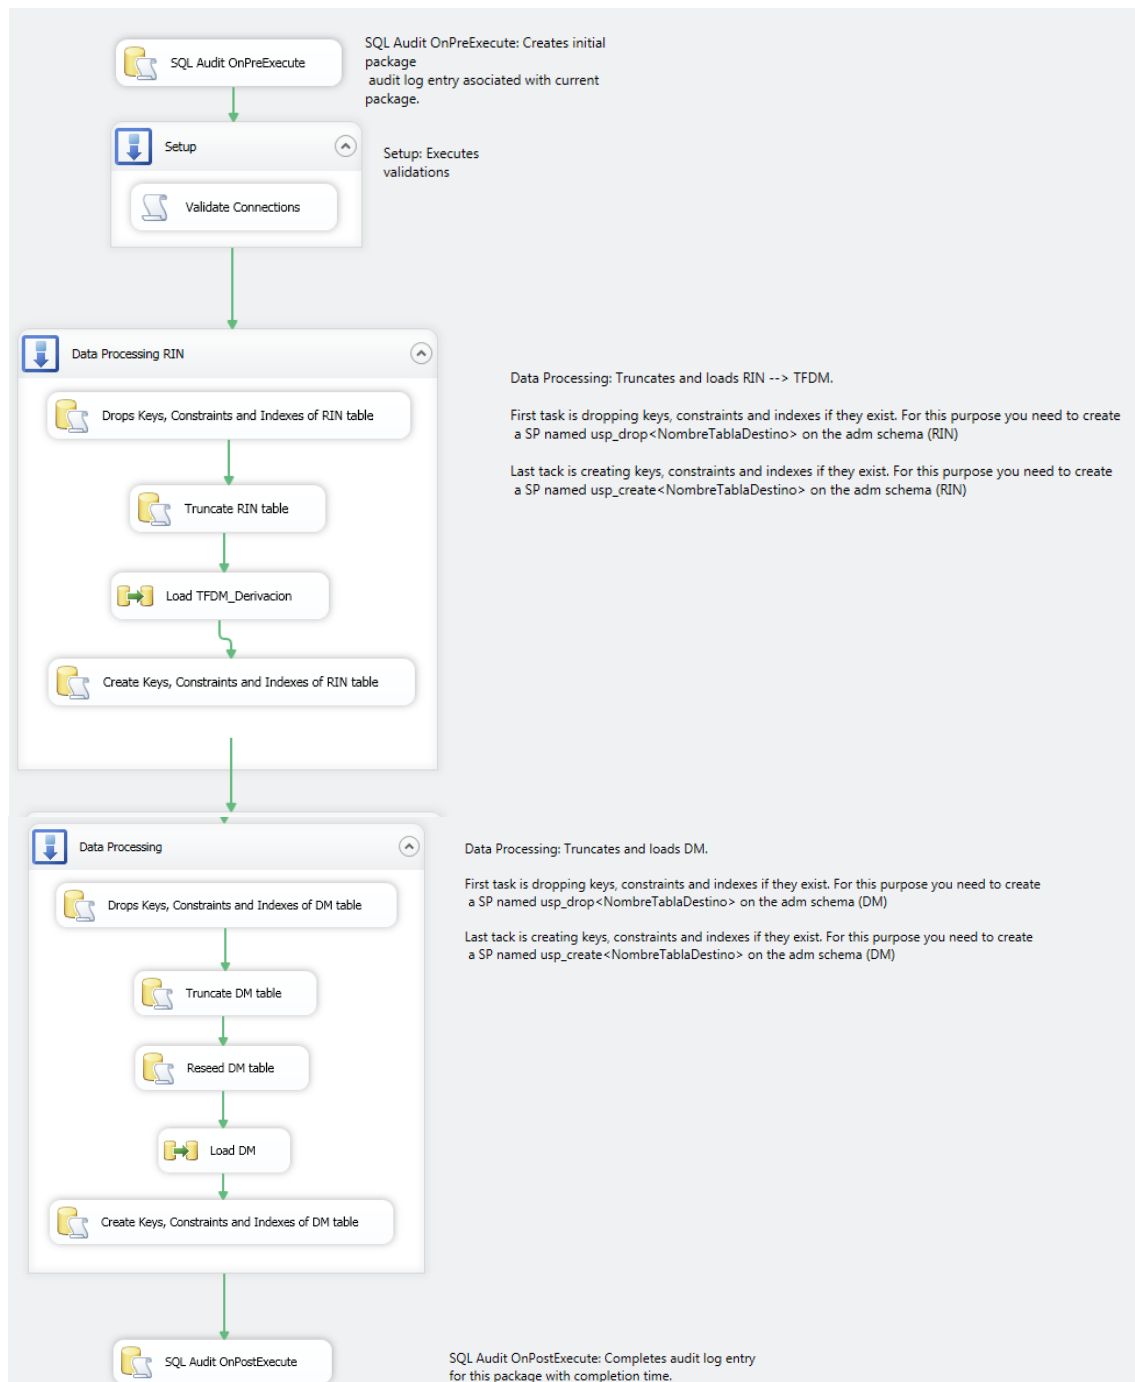 SQL Audit OnPreExecute
SQL Audit OnPreExecute: Creates initial
package
audit log entry asociated with current
package.
Setup
Setup: Executes
validations
Validate Connections
Data Processing RIN
Drops Keys, Constraints and Indexes of RIN table
Truncate RIN table
Load TFDM_Derivacion
Create Keys, Constraints and Indexes of RIN table
Data Processing: Truncates and loads RIN --> TFDM.
First task is dropping keys, constraints and indexes if they exist. For this purpose you need to create
a SP named usp_drop<NombreTablaDestino> on the adm schema (RIN)
Last tack is creating keys, constraints and indexes if they exist. For this purpose you need to create
a SP named usp_create<NombreTablaDestino> on the adm schema (RIN)
Data Processing
Drops Keys, Constraints and Indexes of DM table
Truncate DM table
Reseed DM table
Load DM
Create Keys, Constraints and Indexes of DM table
Data Processing: Truncates and loads DM.
First task is dropping keys, constraints and indexes if they exist. For this purpose you need to create
a SP named usp_drop<NombreTablaDestino> on the adm schema (DM)
Last tack is creating keys, constraints and indexes if they exist. For this purpose you need to create
a SP named usp_create<NombreTablaDestino> on the adm schema (DM)
SQL Audit OnPostExecute
SQL Audit OnPostExecute: Completes audit log entry
for this package with completion time.